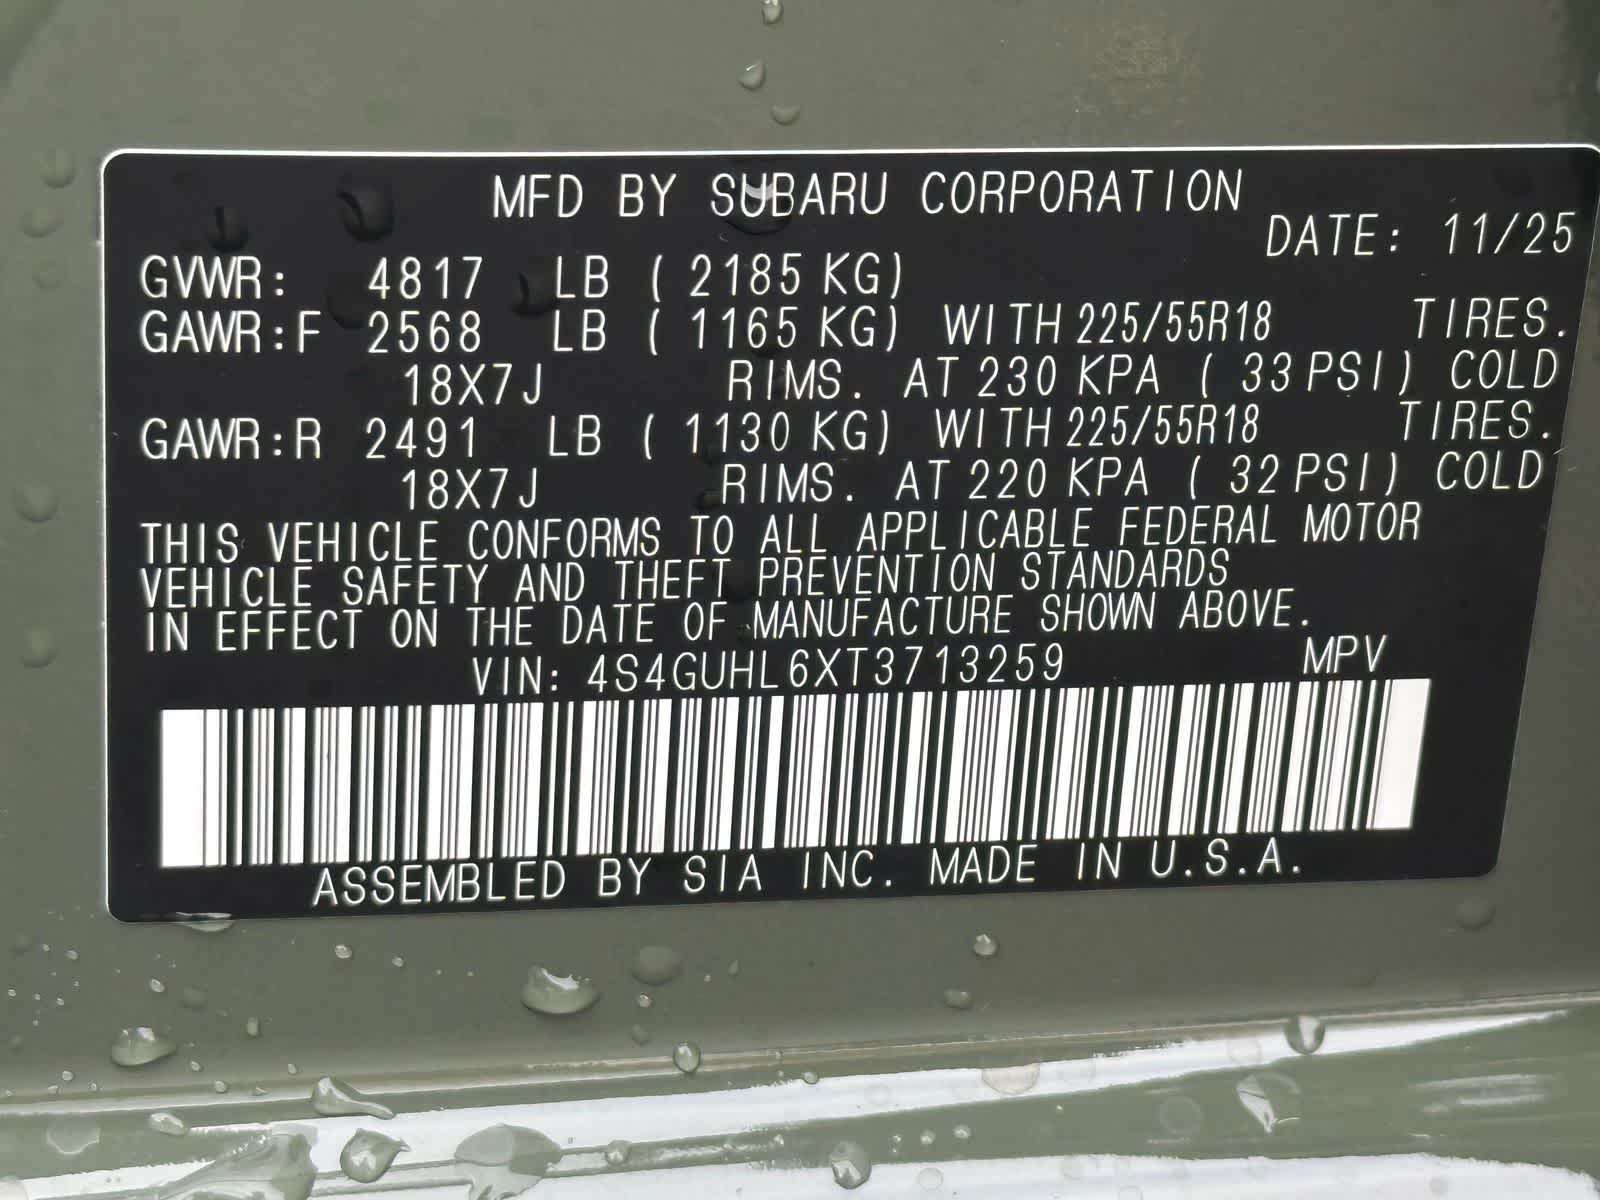 MFD BY SUBARU CORPORATION
DATE: 11/25
GVWR: 4817 LB ( 2185 KG)
GAWR:F 2568 LB ( 1165 KG) WITH 225/55R18 TIRES.
18X7J RIMS. AT 230 KPA ( 33 PSI) COLD
GAWR:R 2491 LB ( 1130 KG) WITH 225/55R18 TIRES.
18X7J RIMS. AT 220 KPA ( 32 PSI) COLD
THIS VEHICLE CONFORMS TO ALL APPLICABLE FEDERAL MOTOR
VEHICLE SAFETY AND THEFT PREVENTION STANDARDS
IN EFFECT ON THE DATE OF MANUFACTURE SHOWN ABOVE.
VIN: 4S4GUHL6XT3713259 MPV
ASSEMBLED BY SIA INC. MADE IN U.S.A.